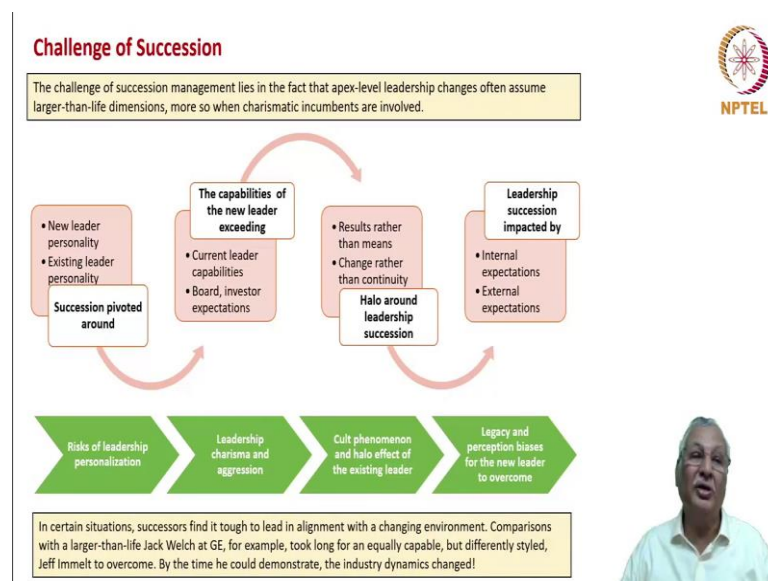 Challenge of Succession
NPTEL
The challenge of succession management lies in the fact that apex-level leadership changes often assume
larger-than-life dimensions, more so when charismatic incumbents are involved.
• New leader
personality
• Existing leader
personality
Succession pivoted
around
The capabilities of
the new leader
exceeding
• Current leader
capabilities
• Board, investor
expectations
• Results rather
than means
• Change rather
than continuity
Halo around
leadership
succession
Leadership
succession
impacted by
• Internal
expectations
• External
expectations
Risks of leadership
personalization
Leadership
charisma and
aggression
Cult phenomenon
and halo effect of
the existing leader
Legacy and
perception biases
for the new leader
to overcome
In certain situations, successors find it tough to lead in alignment with a changing environment. Comparisons
with a larger-than-life Jack Welch at GE, for example, took long for an equally capable, but differently styled,
Jeff Immelt to overcome. By the time he could demonstrate, the industry dynamics changed!